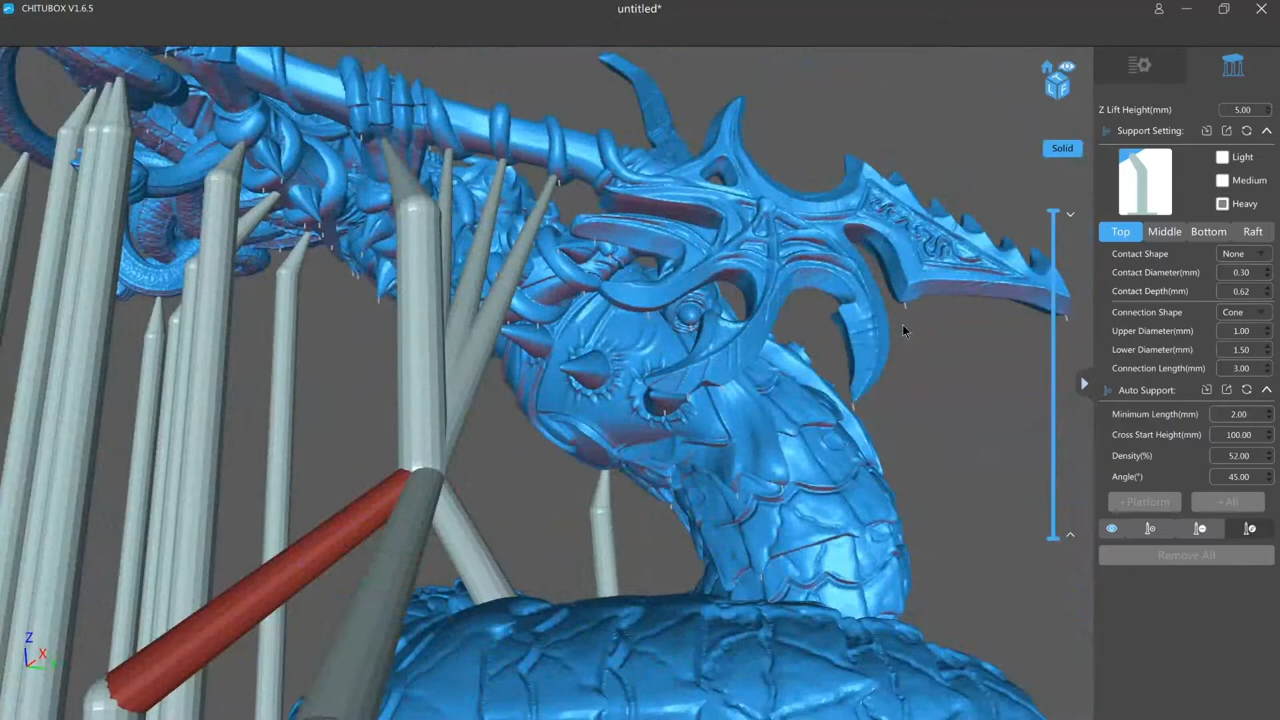 CHITUBOX V1.6.5
untitled*
Z Lift Height(mm) 5.00
Support Setting:
Light
Medium
Heavy
Top Middle Bottom Raft
Contact Shape None
Contact Diameter(mm) 0.30
Contact Depth(mm) 0.62
Connection Shape Cone
Upper Diameter(mm) 1.00
Lower Diameter(mm) 1.50
Connection Length(mm) 3.00
Auto Support:
Minimum Length(mm) 2.00
Cross Start Height(mm) 100.00
Density(%) 52.00
Angle(°) 45.00
+Platform +All
Remove All
Solid
L F
Z
X